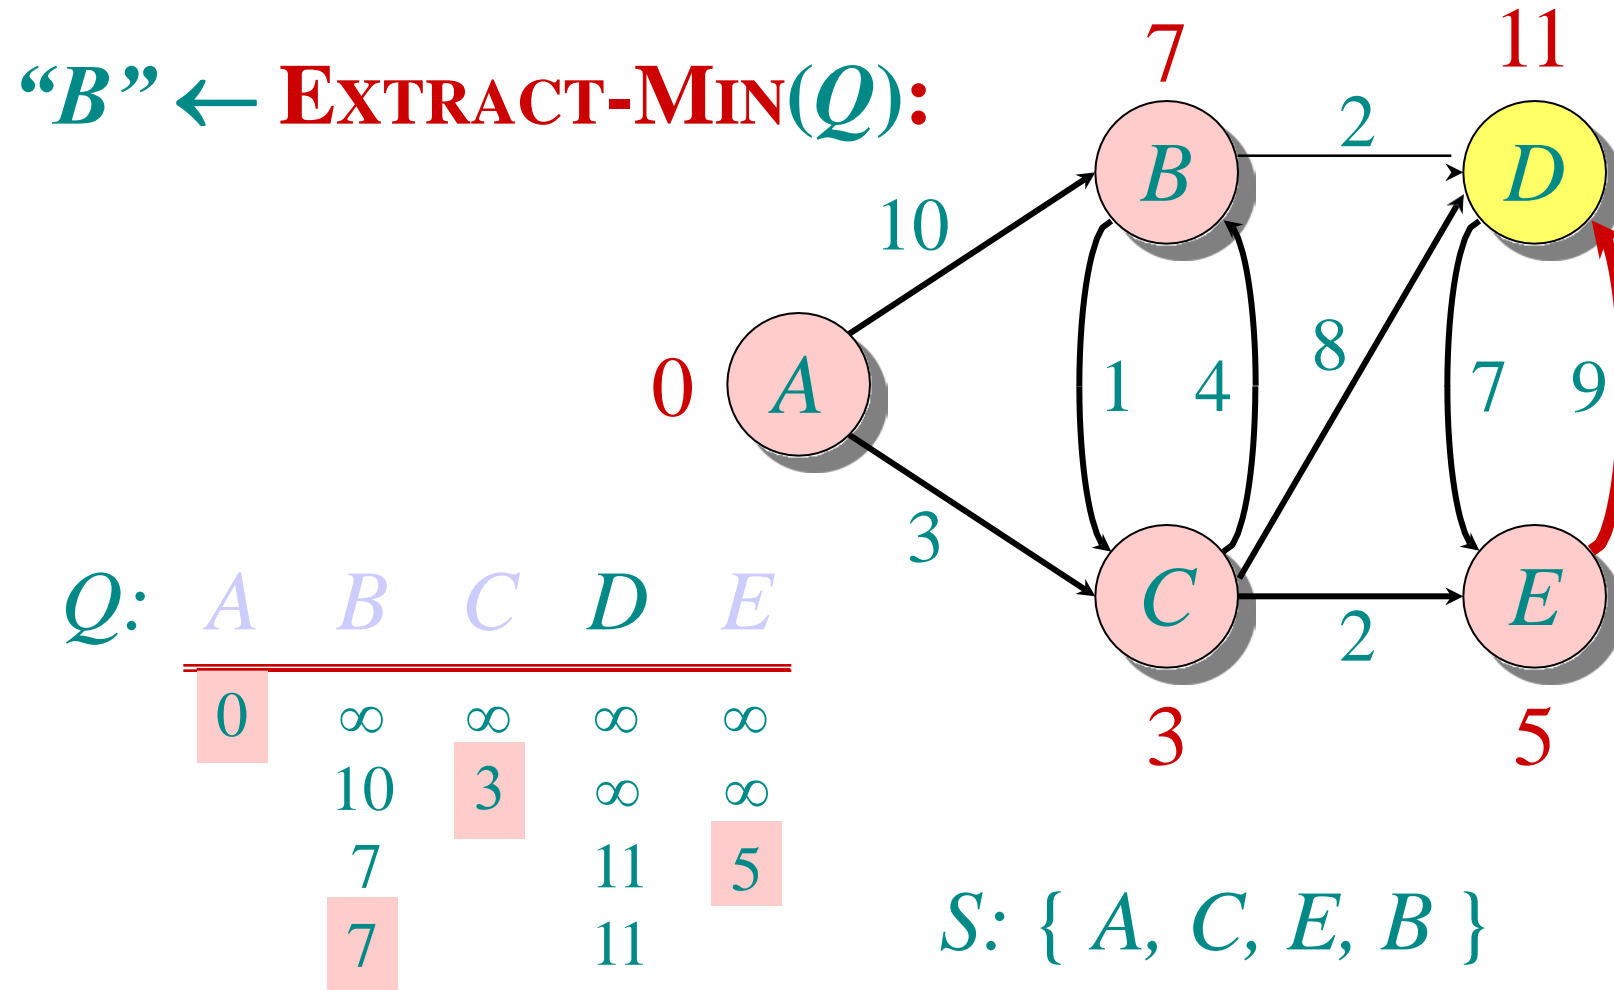 “B” ← EXTRACT-MIN(Q):
7 11
2
B D
10
8
0 A 1 4 7 9
3
C E
2
3 5
Q: A B C D E
0 ∞ ∞ ∞ ∞
10 3 ∞ ∞
7 11 5
7 11
S: { A, C, E, B }